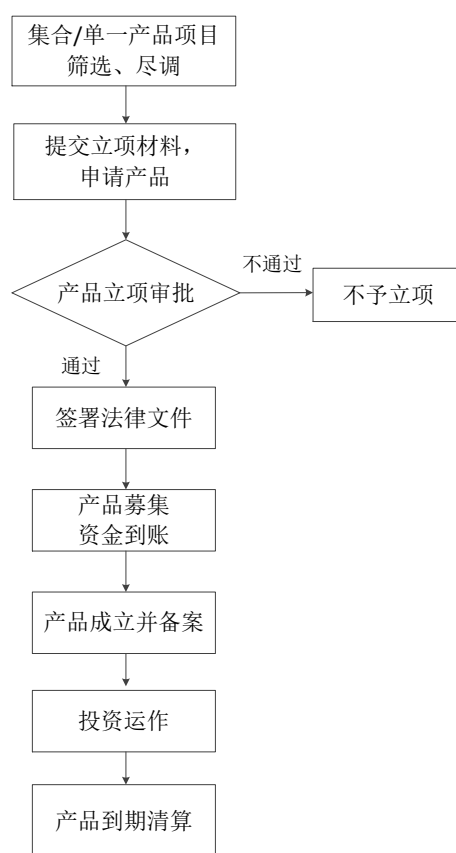 集合/单一产品项目
筛选、尽调
提交立项材料，
申请产品
产品立项审批
不通过
不予立项
通过
签署法律文件
产品募集
资金到账
产品成立并备案
投资运作
产品到期清算